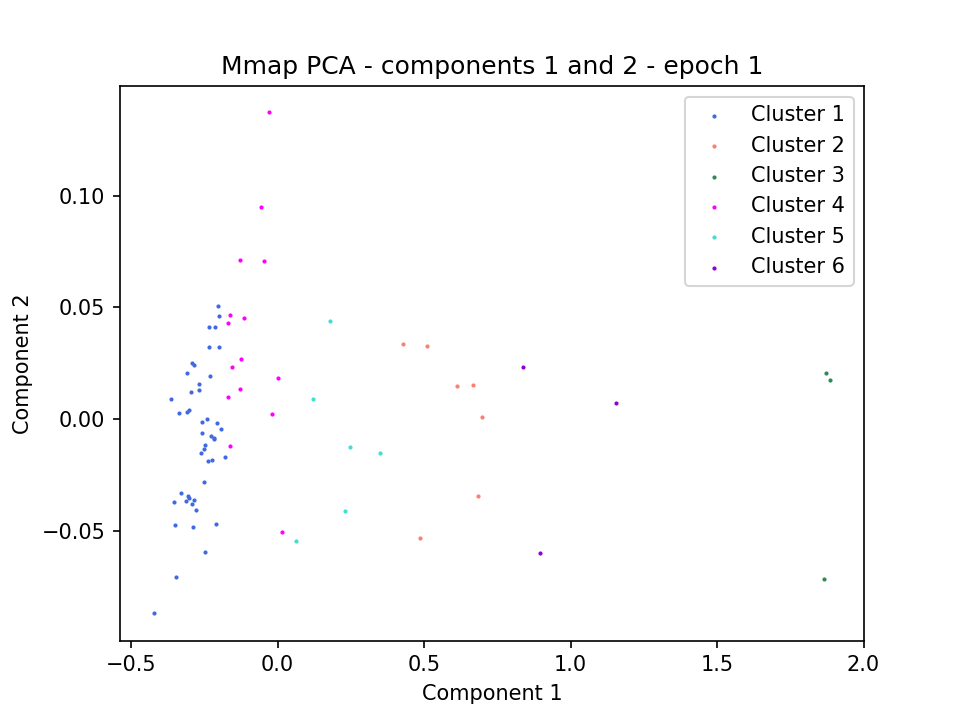 Mmap PCA - components 1 and 2 - epoch 1
Cluster 1
Cluster 2
Cluster 3
Cluster 4
Cluster 5
Cluster 6
Component 2
0.10
0.05
0.00
−0.05
−0.5
0.0
0.5
1.0
1.5
2.0
Component 1